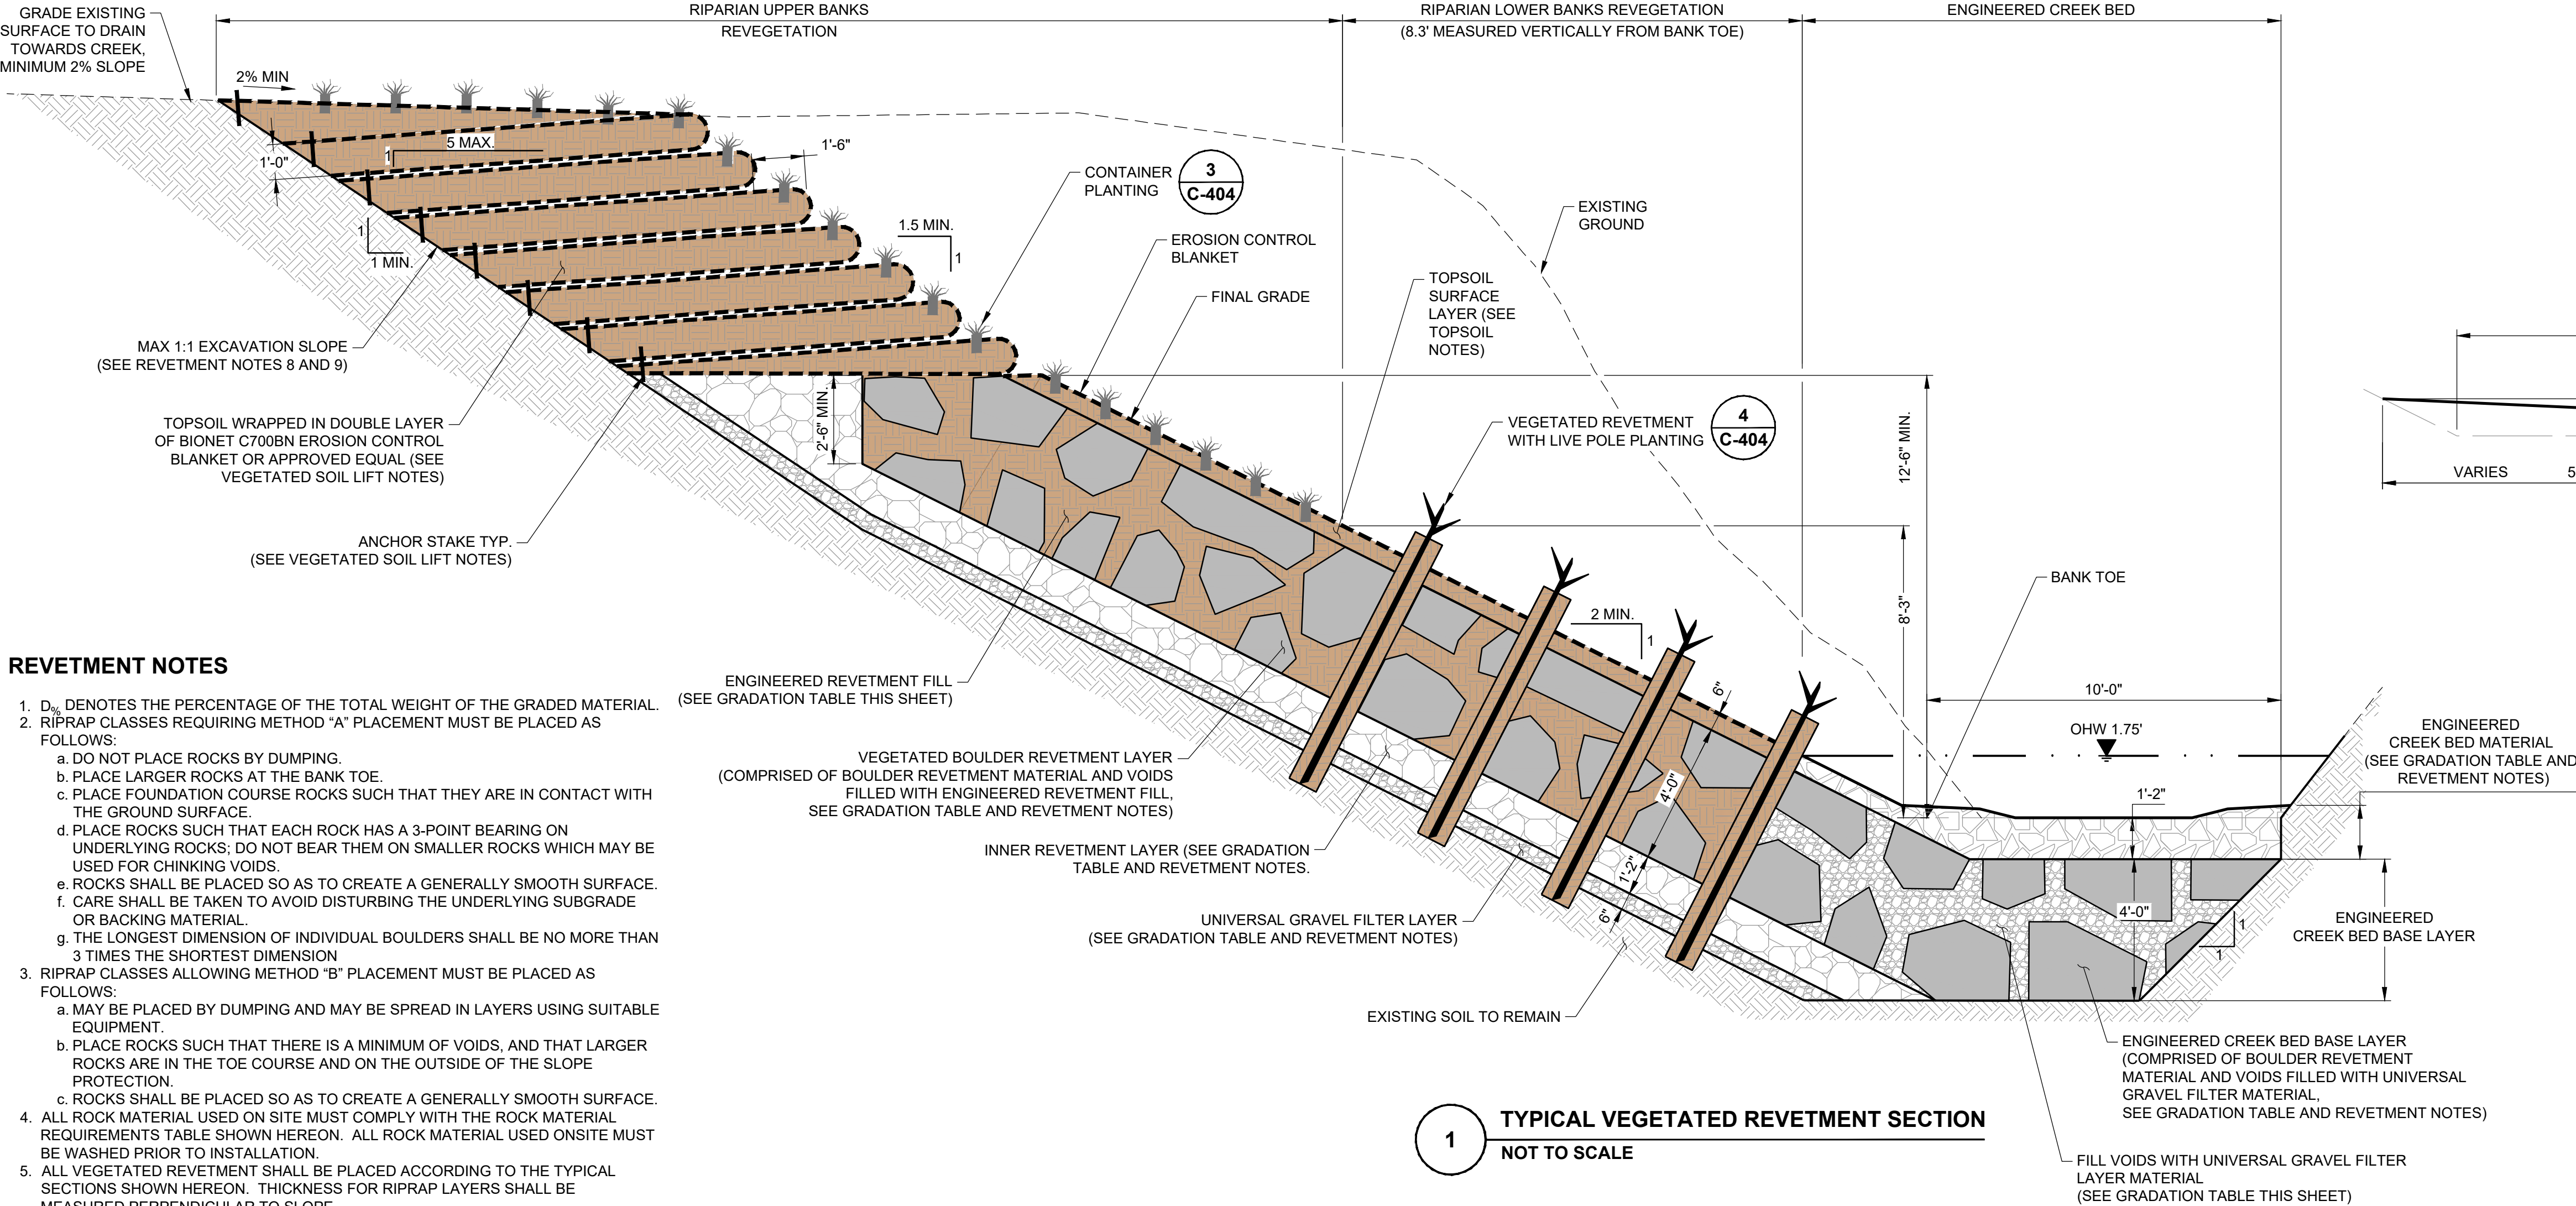 GRADE EXISTING
SURFACE TO DRAIN
TOWARDS CREEK,
MINIMUM 2% SLOPE
RIPARIAN UPPER BANKS
REVEGETATION
RIPARIAN LOWER BANKS REVEGETATION
(8.3' MEASURED VERTICALLY FROM BANK TOE)
ENGINEERED CREEK BED
2% MIN
1'-0"
1
5 MAX.
1'-6"
1
1 MIN.
1.5 MIN.
1
CONTAINER
PLANTING
3
C-404
EROSION CONTROL
BLANKET
FINAL GRADE
EXISTING
GROUND
TOPSOIL
SURFACE
LAYER (SEE
TOPSOIL
NOTES)
MAX 1:1 EXCAVATION SLOPE
(SEE REVETMENT NOTES 8 AND 9)
TOPSOIL WRAPPED IN DOUBLE LAYER
OF BIONET C700BN EROSION CONTROL
BLANKET OR APPROVED EQUAL (SEE
VEGETATED SOIL LIFT NOTES)
2'-6" MIN.
VEGETATED REVETMENT
WITH LIVE POLE PLANTING
4
C-404
12'-6" MIN.
VARIES
5
ANCHOR STAKE TYP.
(SEE VEGETATED SOIL LIFT NOTES)
BANK TOE
8'-3"
2 MIN.
1
10'-0"
OHW 1.75'
1'-2"
ENGINEERED
CREEK BED MATERIAL
(SEE GRADATION TABLE AND
REVETMENT NOTES)
6"
4'-0"
1'-2"
6"
4'-0"
1
1
ENGINEERED
CREEK BED BASE LAYER
ENGINEERED REVETMENT FILL
(SEE GRADATION TABLE THIS SHEET)
VEGETATED BOULDER REVETMENT LAYER
(COMPRISED OF BOULDER REVETMENT MATERIAL AND VOIDS
FILLED WITH ENGINEERED REVETMENT FILL,
SEE GRADATION TABLE AND REVETMENT NOTES)
INNER REVETMENT LAYER (SEE GRADATION
TABLE AND REVETMENT NOTES.
UNIVERSAL GRAVEL FILTER LAYER
(SEE GRADATION TABLE AND REVETMENT NOTES)
EXISTING SOIL TO REMAIN
ENGINEERED CREEK BED BASE LAYER
(COMPRISED OF BOULDER REVETMENT
MATERIAL AND VOIDS FILLED WITH UNIVERSAL
GRAVEL FILTER MATERIAL,
SEE GRADATION TABLE AND REVETMENT NOTES)
FILL VOIDS WITH UNIVERSAL GRAVEL FILTER
LAYER MATERIAL
(SEE GRADATION TABLE THIS SHEET)
1
TYPICAL VEGETATED REVETMENT SECTION
NOT TO SCALE
REVETMENT NOTES
1. D% DENOTES THE PERCENTAGE OF THE TOTAL WEIGHT OF THE GRADED MATERIAL.
2. RIPRAP CLASSES REQUIRING METHOD “A” PLACEMENT MUST BE PLACED AS
FOLLOWS:
a. DO NOT PLACE ROCKS BY DUMPING.
b. PLACE LARGER ROCKS AT THE BANK TOE.
c. PLACE FOUNDATION COURSE ROCKS SUCH THAT THEY ARE IN CONTACT WITH
THE GROUND SURFACE.
d. PLACE ROCKS SUCH THAT EACH ROCK HAS A 3-POINT BEARING ON
UNDERLYING ROCKS; DO NOT BEAR THEM ON SMALLER ROCKS WHICH MAY BE
USED FOR CHINKING VOIDS.
e. ROCKS SHALL BE PLACED SO AS TO CREATE A GENERALLY SMOOTH SURFACE.
f. CARE SHALL BE TAKEN TO AVOID DISTURBING THE UNDERLYING SUBGRADE
OR BACKING MATERIAL.
g. THE LONGEST DIMENSION OF INDIVIDUAL BOULDERS SHALL BE NO MORE THAN
3 TIMES THE SHORTEST DIMENSION
3. RIPRAP CLASSES ALLOWING METHOD “B” PLACEMENT MUST BE PLACED AS
FOLLOWS:
a. MAY BE PLACED BY DUMPING AND MAY BE SPREAD IN LAYERS USING SUITABLE
EQUIPMENT.
b. PLACE ROCKS SUCH THAT THERE IS A MINIMUM OF VOIDS, AND THAT LARGER
ROCKS ARE IN THE TOE COURSE AND ON THE OUTSIDE OF THE SLOPE
PROTECTION.
c. ROCKS SHALL BE PLACED SO AS TO CREATE A GENERALLY SMOOTH SURFACE.
4. ALL ROCK MATERIAL USED ON SITE MUST COMPLY WITH THE ROCK MATERIAL
REQUIREMENTS TABLE SHOWN HEREON. ALL ROCK MATERIAL USED ONSITE MUST
BE WASHED PRIOR TO INSTALLATION.
5. ALL VEGETATED REVETMENT SHALL BE PLACED ACCORDING TO THE TYPICAL
SECTIONS SHOWN HEREON. THICKNESS FOR RIPRAP LAYERS SHALL BE
MEASURED PERPENDICULAR TO SLOPE